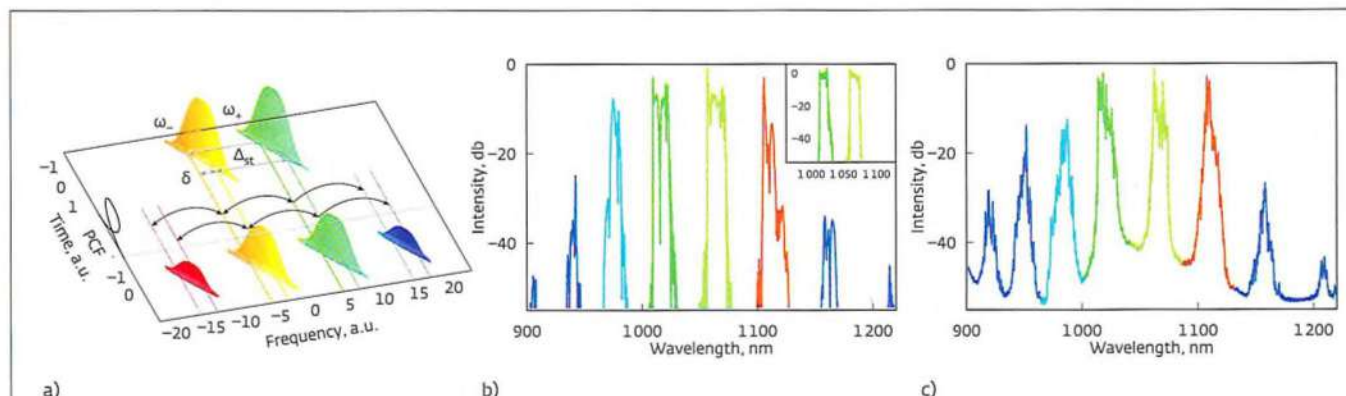 ω₋
ω₊
Δst
δ
−1
0
1
PCF
−1
0
Time, a.u.
−20
−15
−10
−5
0
5
10
15
20
Frequency, a.u.
a)
0
−20
−40
Intensity, db
900
1000
1100
1200
Wavelength, nm
0
−20
−40
1 000
1 050
1 100
b)
0
−20
−40
Intensity, db
900
1000
1100
1200
Wavelength, nm
c)